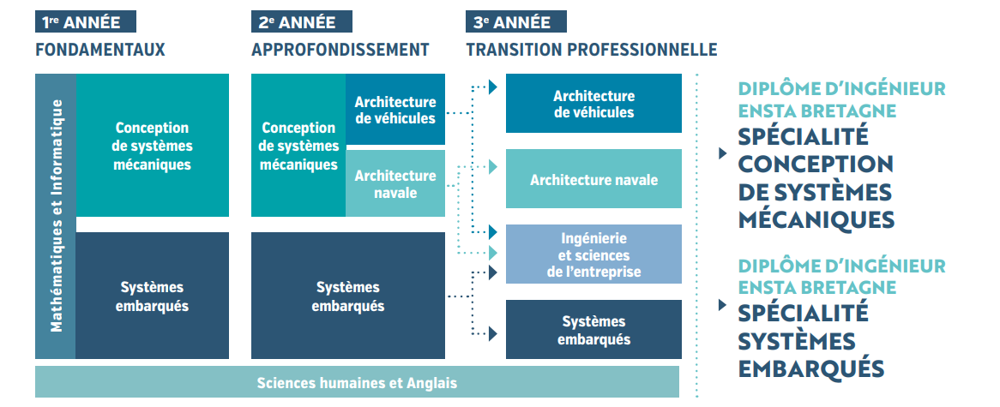 1re ANNÉE
FONDAMENTAUX
2e ANNÉE
APPROFONDISSEMENT
3e ANNÉE
TRANSITION PROFESSIONNELLE
Mathématiques et Informatique
Conception
de systèmes
mécaniques
Systèmes
embarqués
Conception
de systèmes
mécaniques
Architecture
de véhicules
Architecture
navale
Systèmes
embarqués
Architecture
de véhicules
Architecture navale
Ingénierie
et sciences
de l'entreprise
Systèmes
embarqués
Sciences humaines et Anglais
DIPLÔME D'INGÉNIEUR
ENSTA BRETAGNE
SPÉCIALITÉ
CONCEPTION
DE SYSTÈMES
MÉCANIQUES
DIPLÔME D'INGÉNIEUR
ENSTA BRETAGNE
SPÉCIALITÉ
SYSTÈMES
EMBARQUÉS